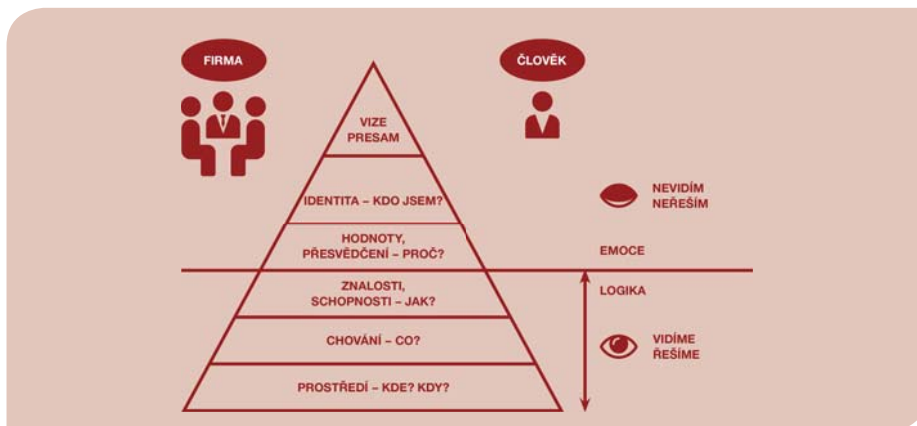 FIRMA
ČLOVĚK
VIZE
PRESAM
IDENTITA – KDO JSEM?
HODNOTY,
PŘESVĚDČENÍ – PROČ?
ZNALOSTI,
SCHOPNOSTI – JAK?
CHOVÁNÍ – CO?
PROSTŘEDÍ – KDE? KDY?
NEVIDÍM
NEŘEŠÍM
EMOCE
LOGIKA
VIDÍME
ŘEŠÍME